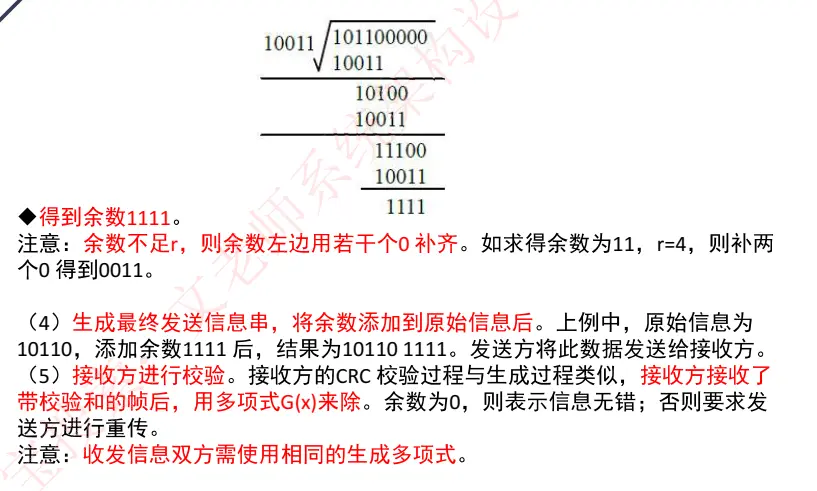 10011 101100000
10011
10100
10011
11100
10011
1111
◆得到余数1111。
注意：余数不足r，则余数左边用若干个0 补齐。如求得余数为11，r=4，则补两
个0 得到0011。
（4）生成最终发送信息串，将余数添加到原始信息后。上例中，原始信息为
10110，添加余数1111 后，结果为10110 1111。发送方将此数据发送给接收方。
（5）接收方进行校验。接收方的CRC 校验过程与生成过程类似，接收方接收了
带校验和的帧后，用多项式G(x)来除。余数为0，则表示信息无错；否则要求发
送方进行重传。
注意：收发信息双方需使用相同的生成多项式。
文老师系统架构设